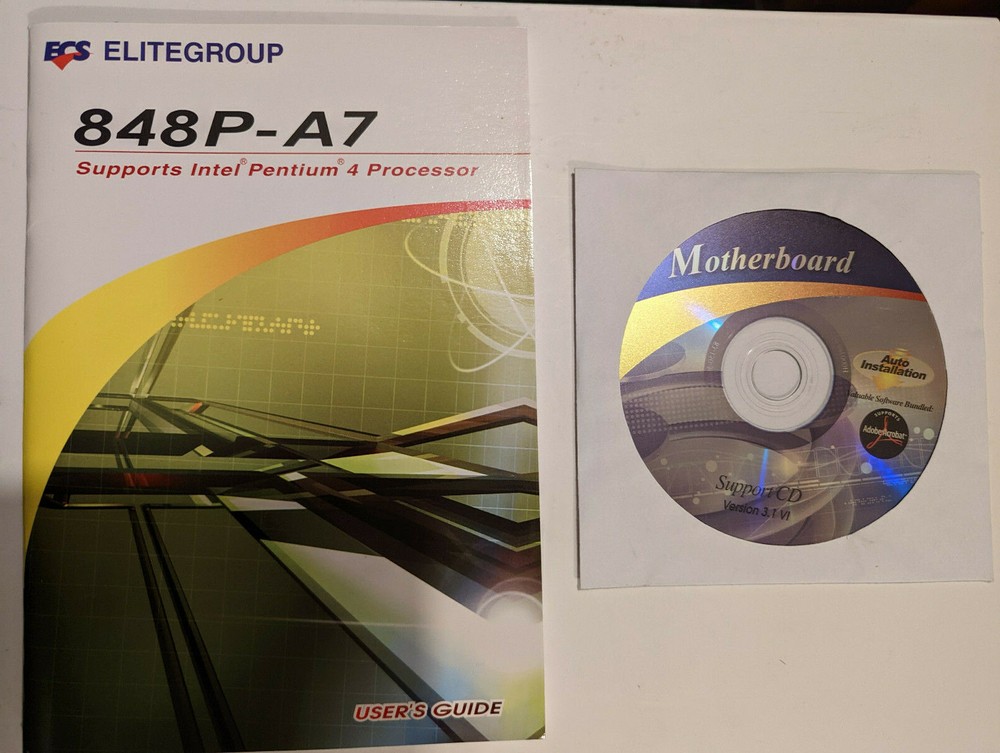 ECS ELITEGROUP
848P-A7
Supports Intel® Pentium® 4 Processor
USER'S GUIDE
Motherboard
Auto
Installation
Software Bundled:
SUPPORTS
Adobe Acrobat
Support CD
Version 3.1 VI